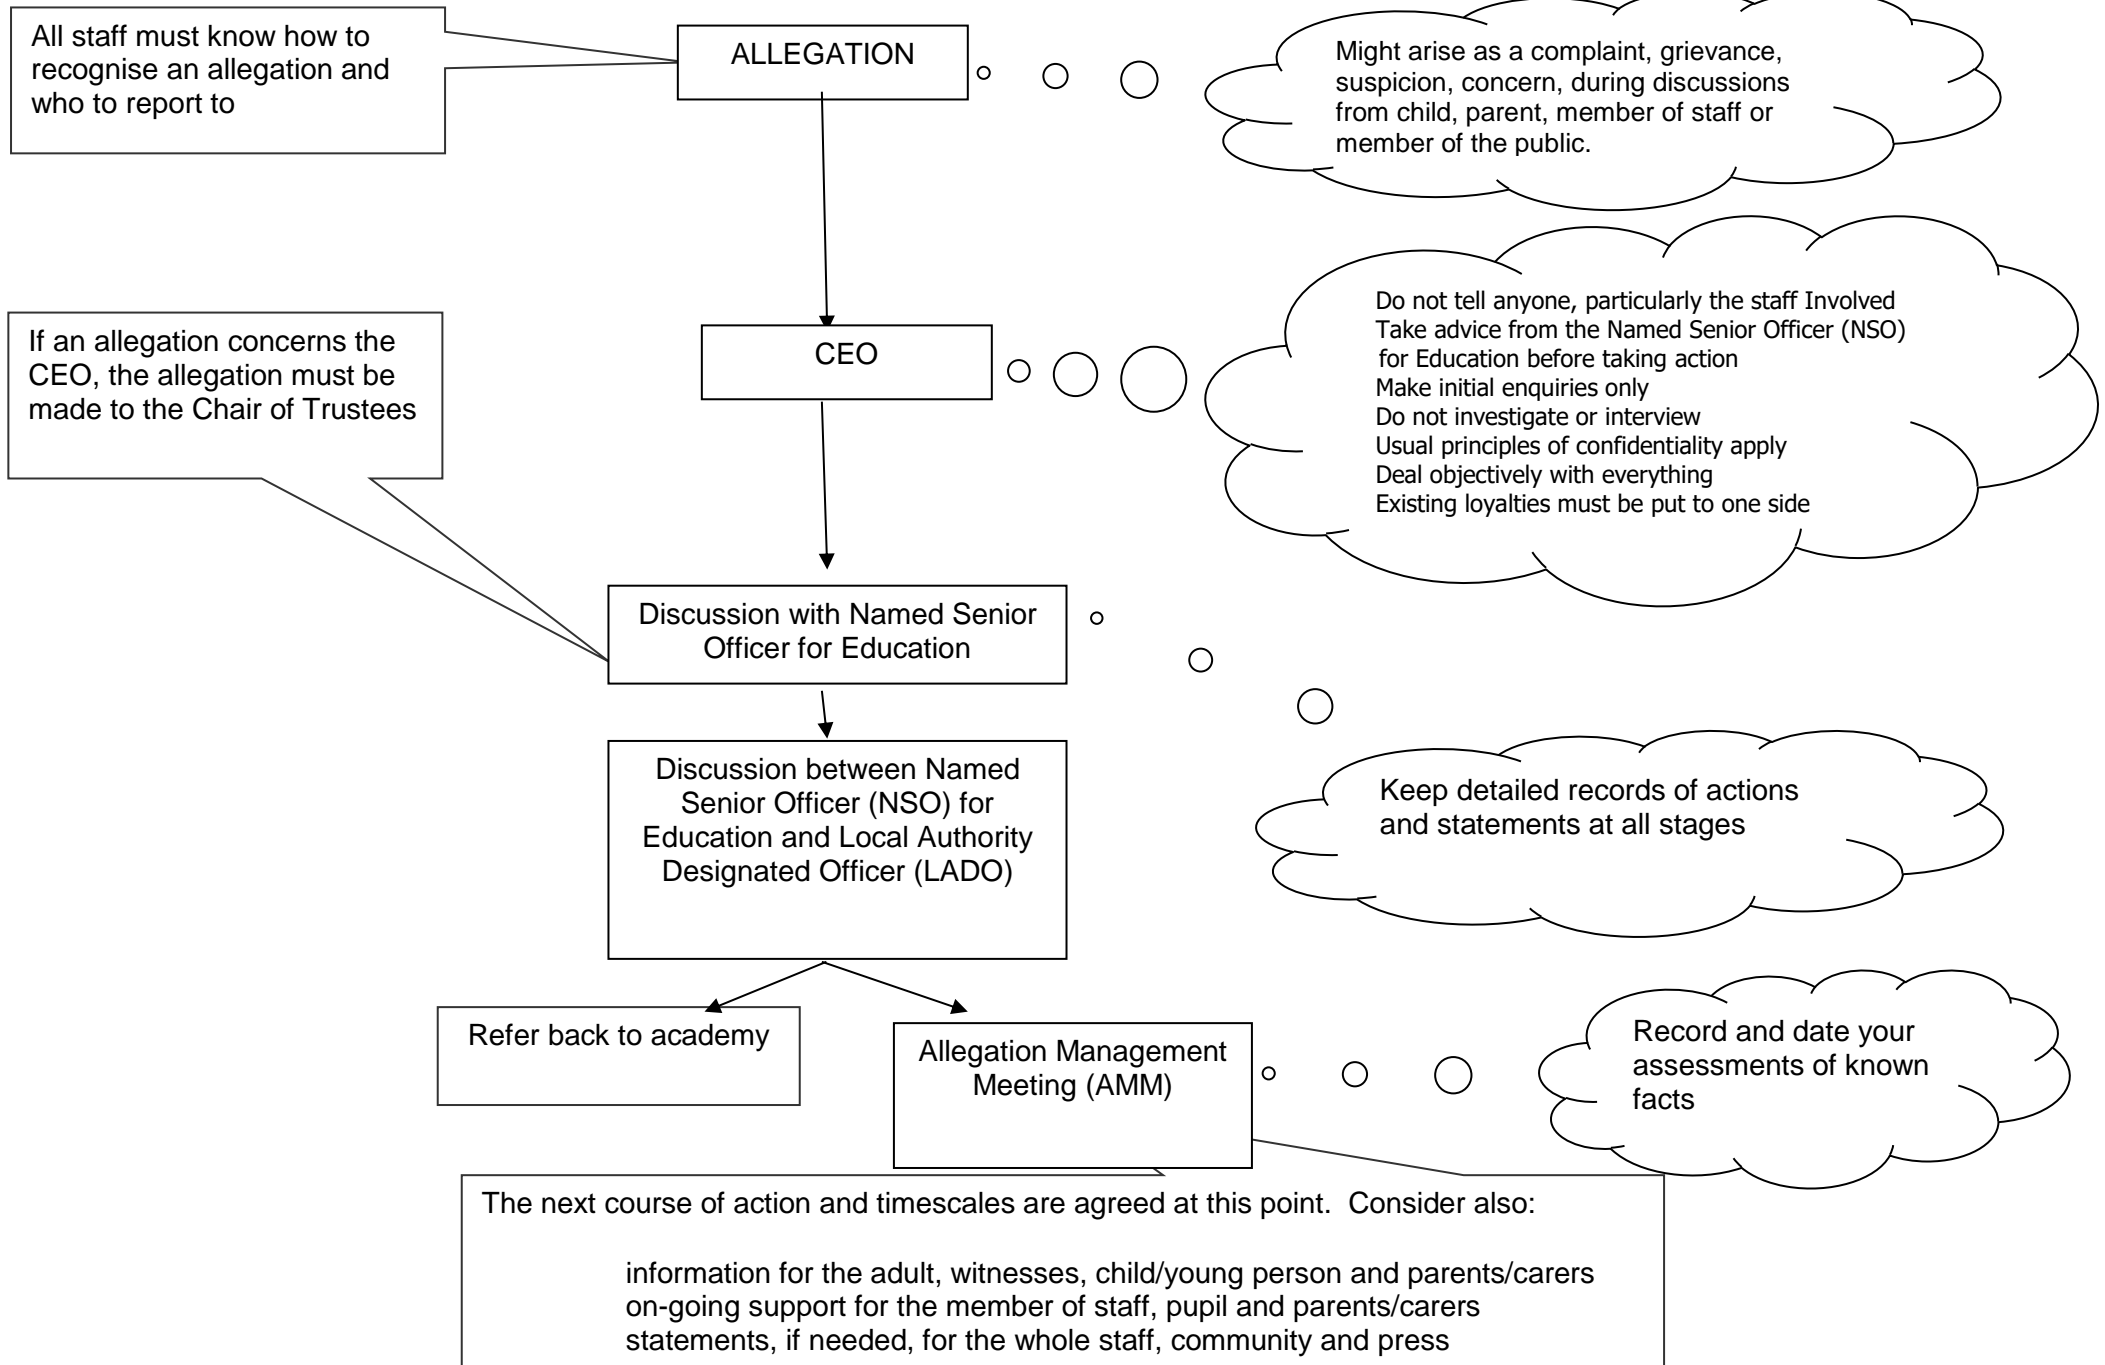 All staff must know how to
recognise an allegation and
who to report to
ALLEGATION
Might arise as a complaint, grievance,
suspicion, concern, during discussions
from child, parent, member of staff or
member of the public.
If an allegation concerns the
CEO, the allegation must be
made to the Chair of Trustees
CEO
Do not tell anyone, particularly the staff Involved
Take advice from the Named Senior Officer (NSO)
for Education before taking action
Make initial enquiries only
Do not investigate or interview
Usual principles of confidentiality apply
Deal objectively with everything
Existing loyalties must be put to one side
Discussion with Named Senior
Officer for Education
Discussion between Named
Senior Officer (NSO) for
Education and Local Authority
Designated Officer (LADO)
Keep detailed records of actions
and statements at all stages
Refer back to academy
Allegation Management
Meeting (AMM)
Record and date your
assessments of known
facts
The next course of action and timescales are agreed at this point.  Consider also:
information for the adult, witnesses, child/young person and parents/carers
on-going support for the member of staff, pupil and parents/carers
statements, if needed, for the whole staff, community and press